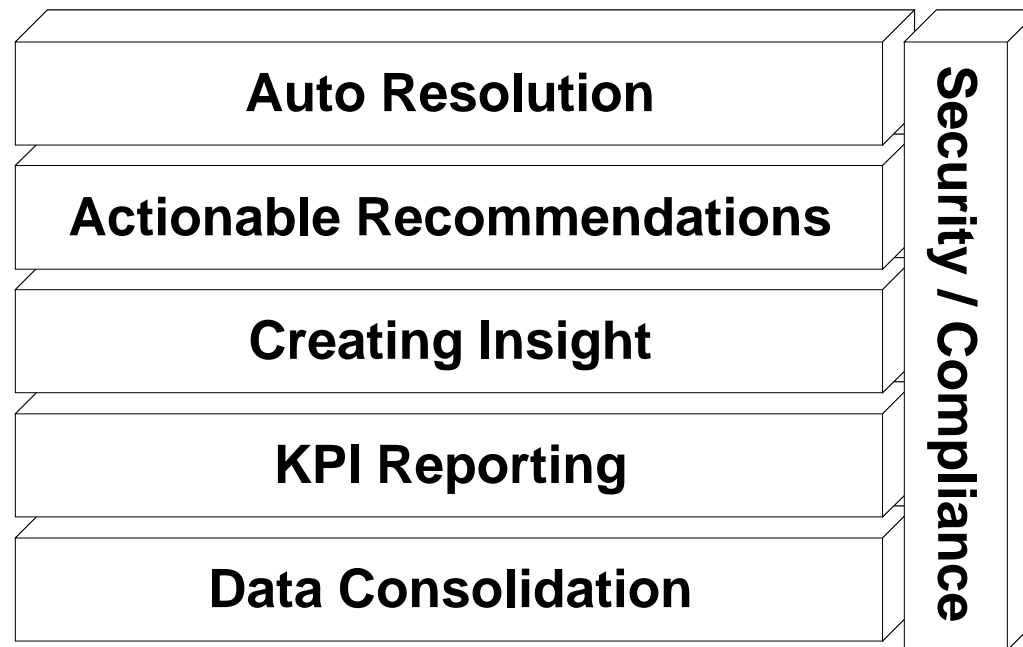 Auto Resolution
Actionable Recommendations
Creating Insight
KPI Reporting
Data Consolidation
Security / Compliance